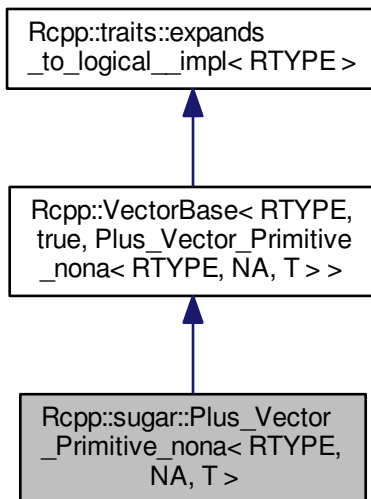 Rcpp::traits::expands
_to_logical__impl< RTYPE >
Rcpp::VectorBase< RTYPE,
true, Plus_Vector_Primitive
_nona< RTYPE, NA, T > >
Rcpp::sugar::Plus_Vector
_Primitive_nona< RTYPE,
NA, T >